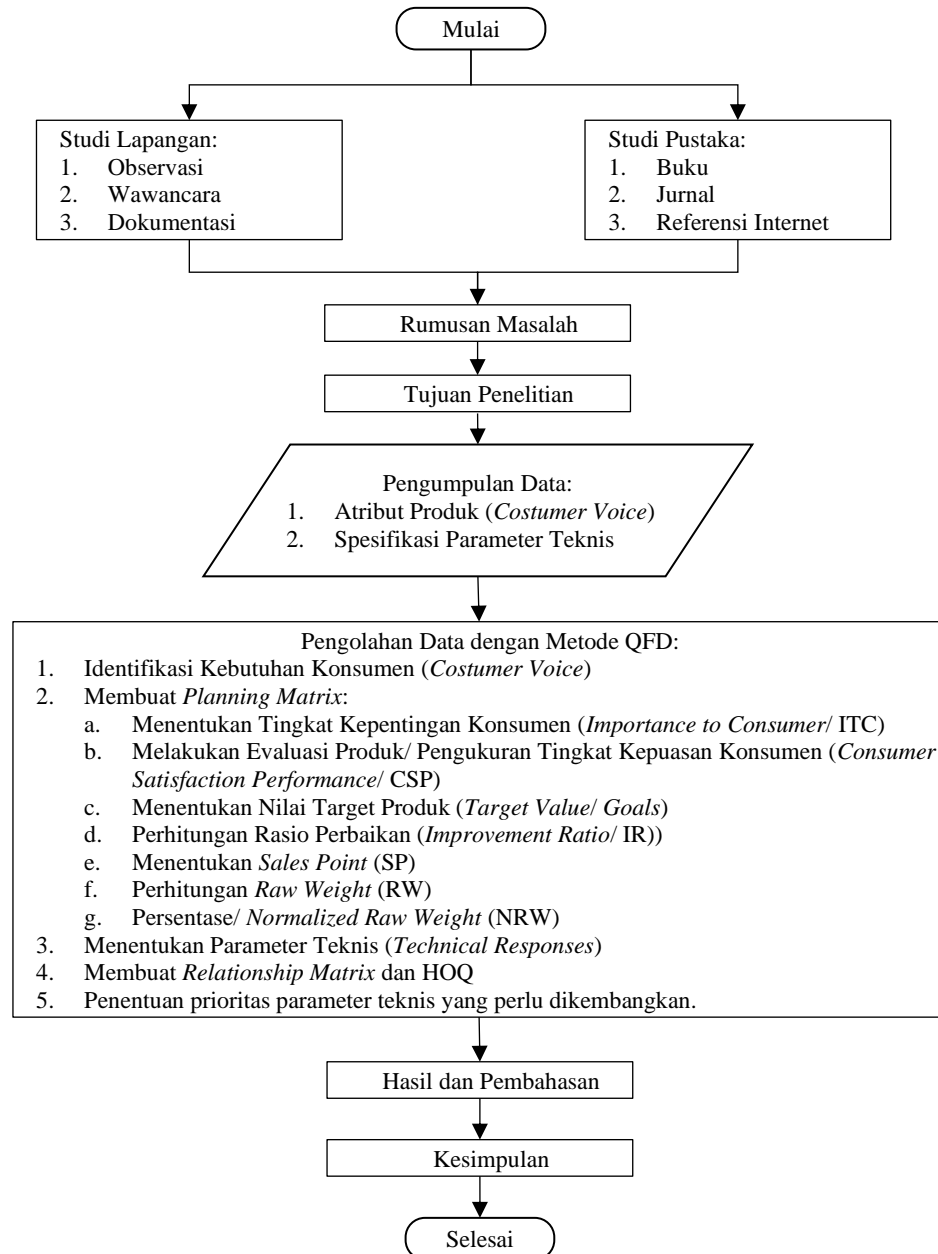 Mulai
Studi Lapangan:
1. Observasi
2. Wawancara
3. Dokumentasi
Studi Pustaka:
1. Buku
2. Jurnal
3. Referensi Internet
Rumusan Masalah
Tujuan Penelitian
Pengumpulan Data:
1. Atribut Produk (Costumer Voice)
2. Spesifikasi Parameter Teknis
Pengolahan Data dengan Metode QFD:
1. Identifikasi Kebutuhan Konsumen (Costumer Voice)
2. Membuat Planning Matrix:
a. Menentukan Tingkat Kepentingan Konsumen (Importance to Consumer/ ITC)
b. Melakukan Evaluasi Produk/ Pengukuran Tingkat Kepuasan Konsumen (Consumer
Satisfaction Performance/ CSP)
c. Menentukan Nilai Target Produk (Target Value/ Goals)
d. Perhitungan Rasio Perbaikan (Improvement Ratio/ IR))
e. Menentukan Sales Point (SP)
f. Perhitungan Raw Weight (RW)
g. Persentase/ Normalized Raw Weight (NRW)
3. Menentukan Parameter Teknis (Technical Responses)
4. Membuat Relationship Matrix dan HOQ
5. Penentuan prioritas parameter teknis yang perlu dikembangkan.
Hasil dan Pembahasan
Kesimpulan
Selesai